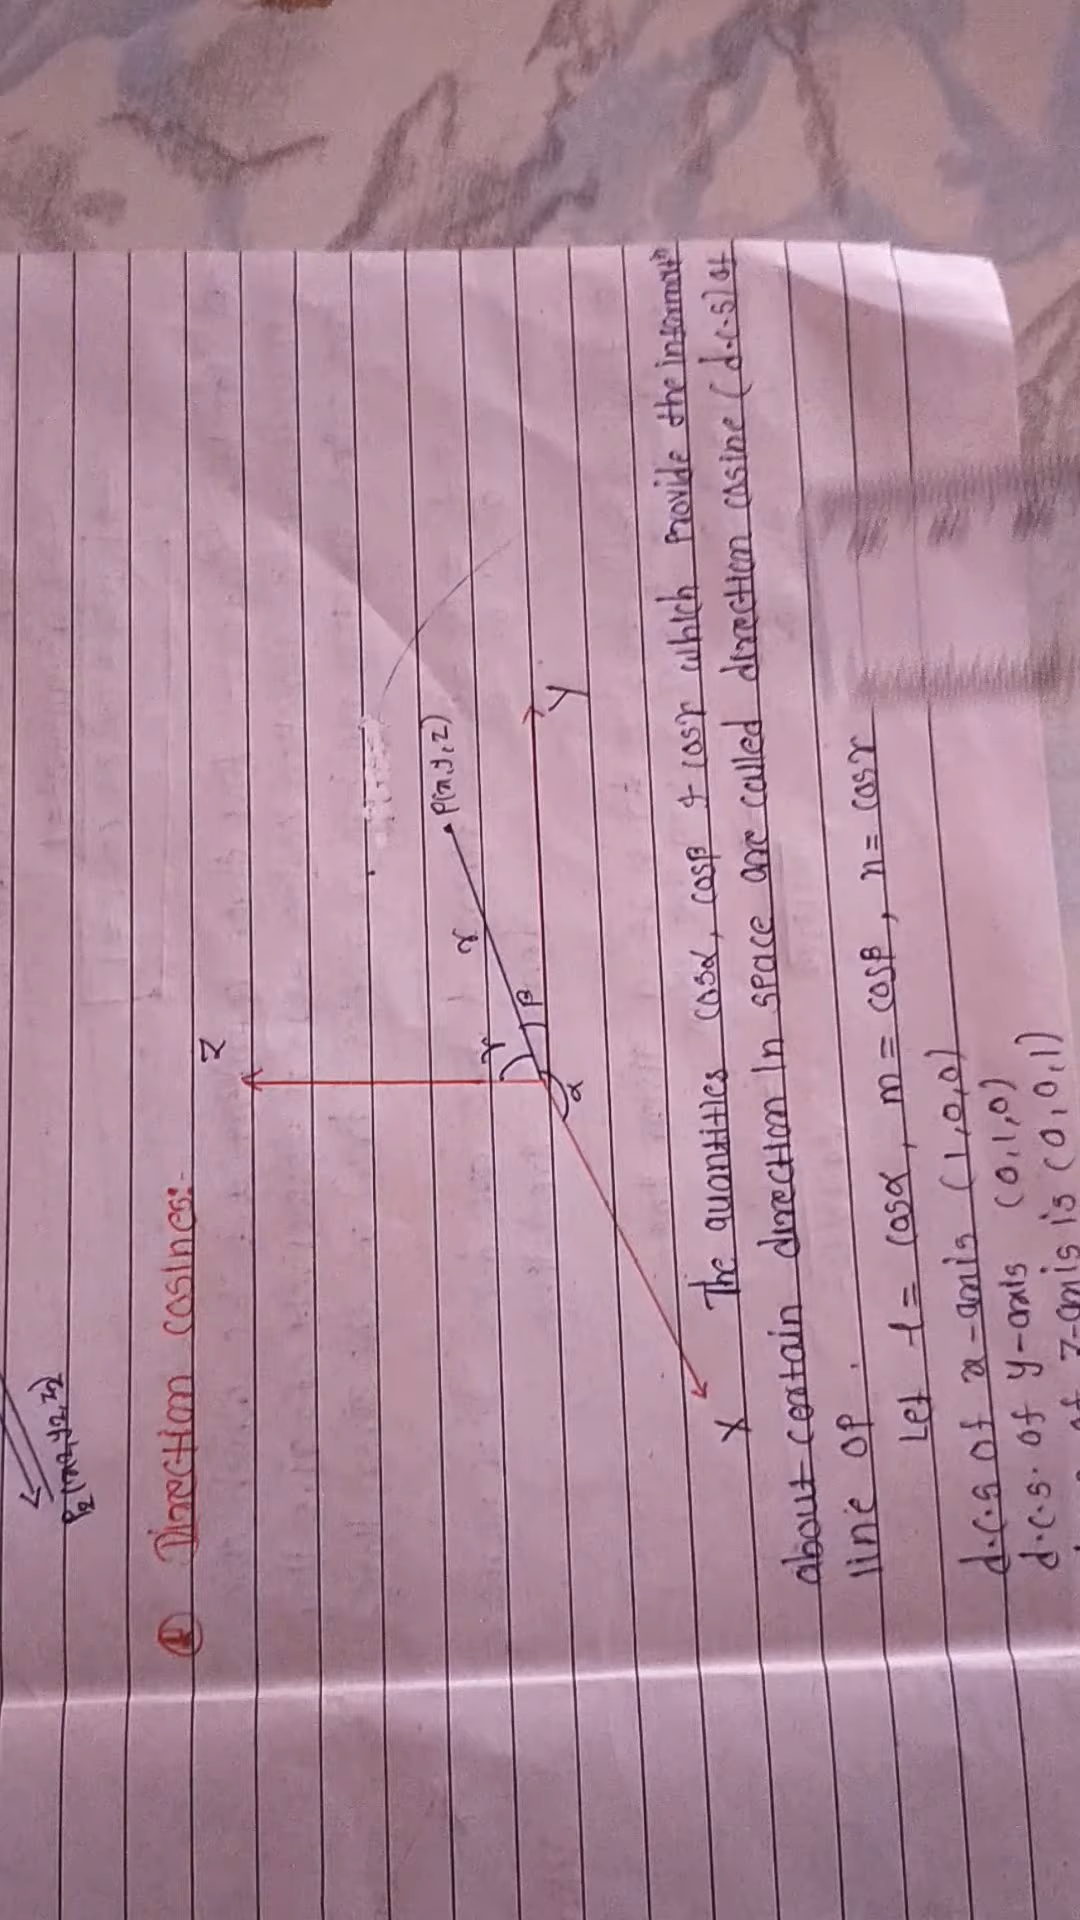 P2(x2,y2,z2)
Direction cosines:-
Z
P(x,y,z)
r
γ
β
α
Y
X
The quantities cosα, cosβ & cosγ which provide the informatn
about certain direction in space are called direction cosine (d.c.s) of
line OP.
Let l = cosα, m = cosβ, n = cosγ
d.c.s of x-axis (1,0,0)
d.c.s. of y-axis (0,1,0)
of z-axis is (0,0,1)